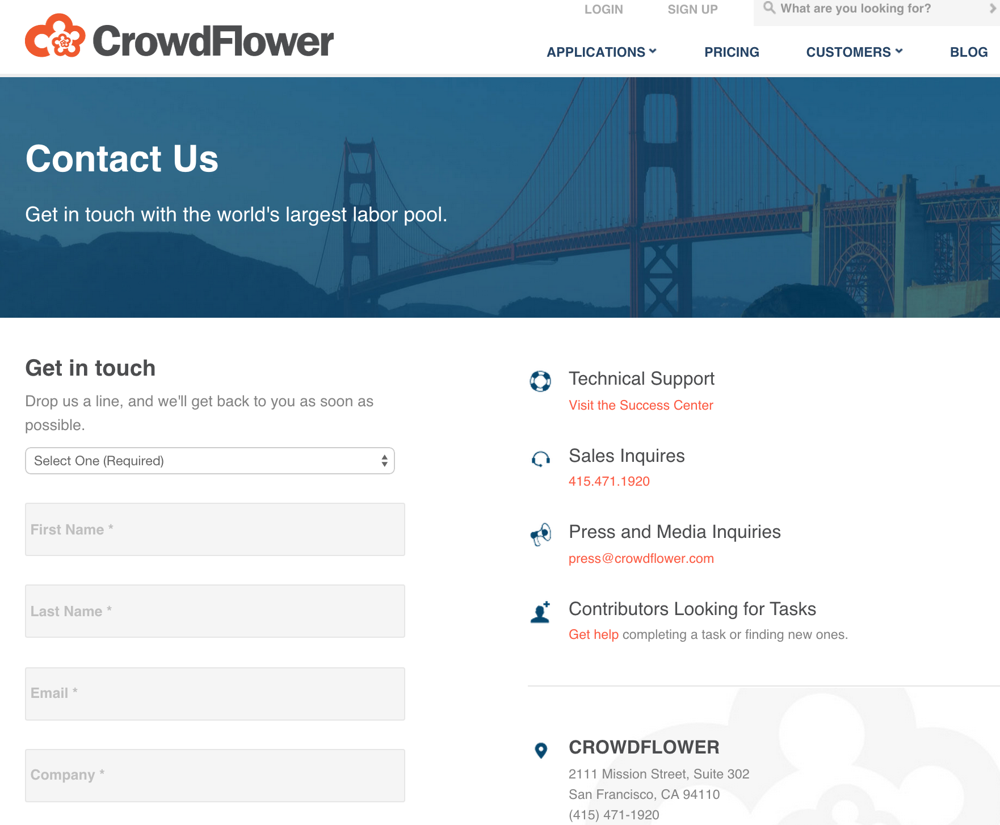 LOGIN
SIGN UP
What are you looking for?
CrowdFlower
APPLICATIONS
PRICING
CUSTOMERS
BLOG
Contact Us
Get in touch with the world's largest labor pool.
Get in touch
Drop us a line, and we'll get back to you as soon as
possible.
Select One (Required)
First Name *
Last Name *
Email *
Company *
Technical Support
Visit the Success Center
Sales Inquires
415.471.1920
Press and Media Inquiries
press@crowdflower.com
Contributors Looking for Tasks
Get help completing a task or finding new ones.
CROWDFLOWER
2111 Mission Street, Suite 302
San Francisco, CA 94110
(415) 471-1920